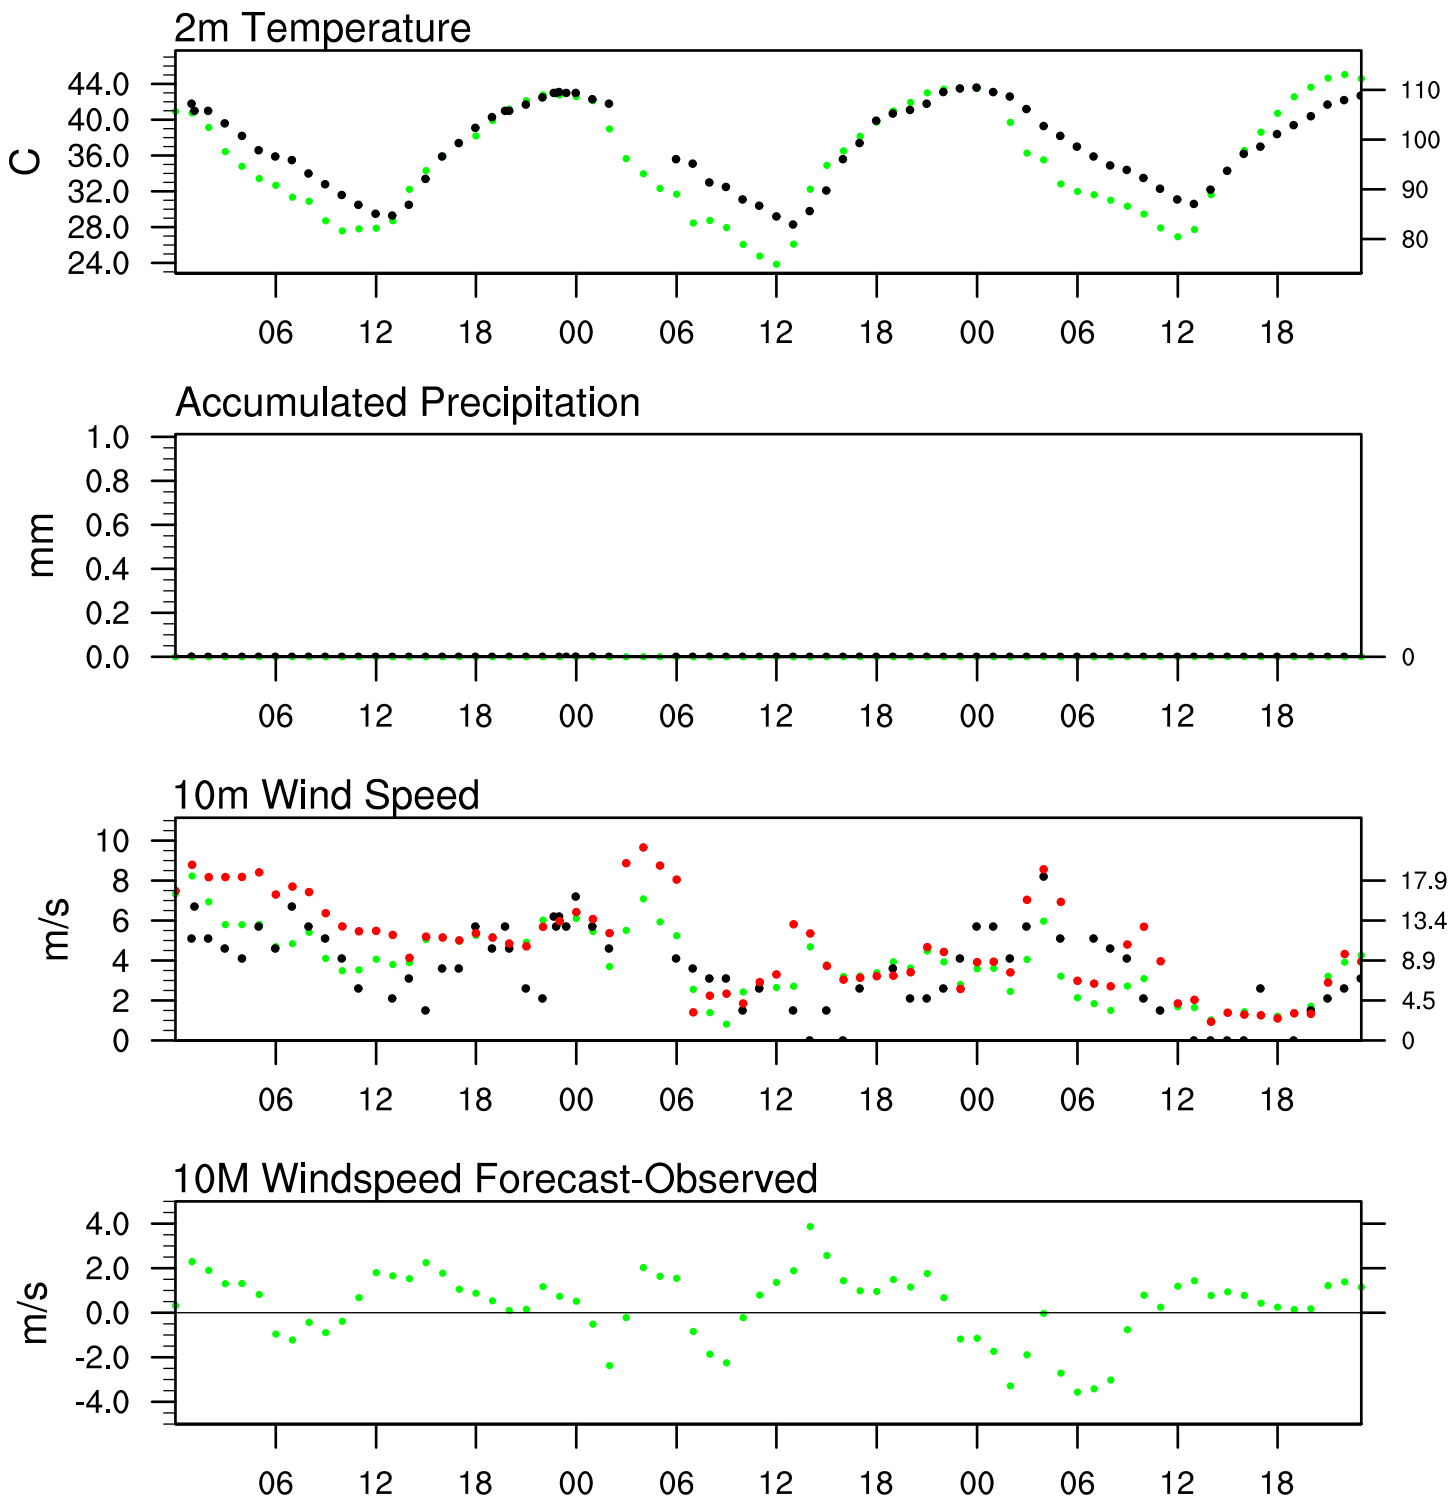 2m Temperature
44.0
40.0
36.0
32.0
28.0
24.0
C
110
100
90
80
06 12 18 00 06 12 18 00 06 12 18
Accumulated Precipitation
1.0
0.8
0.6
0.4
0.2
0.0
mm
0
06 12 18 00 06 12 18 00 06 12 18
10m Wind Speed
10
8
6
4
2
0
m/s
17.9
13.4
8.9
4.5
0
06 12 18 00 06 12 18 00 06 12 18
10M Windspeed Forecast-Observed
4.0
2.0
0.0
-2.0
-4.0
m/s
06 12 18 00 06 12 18 00 06 12 18